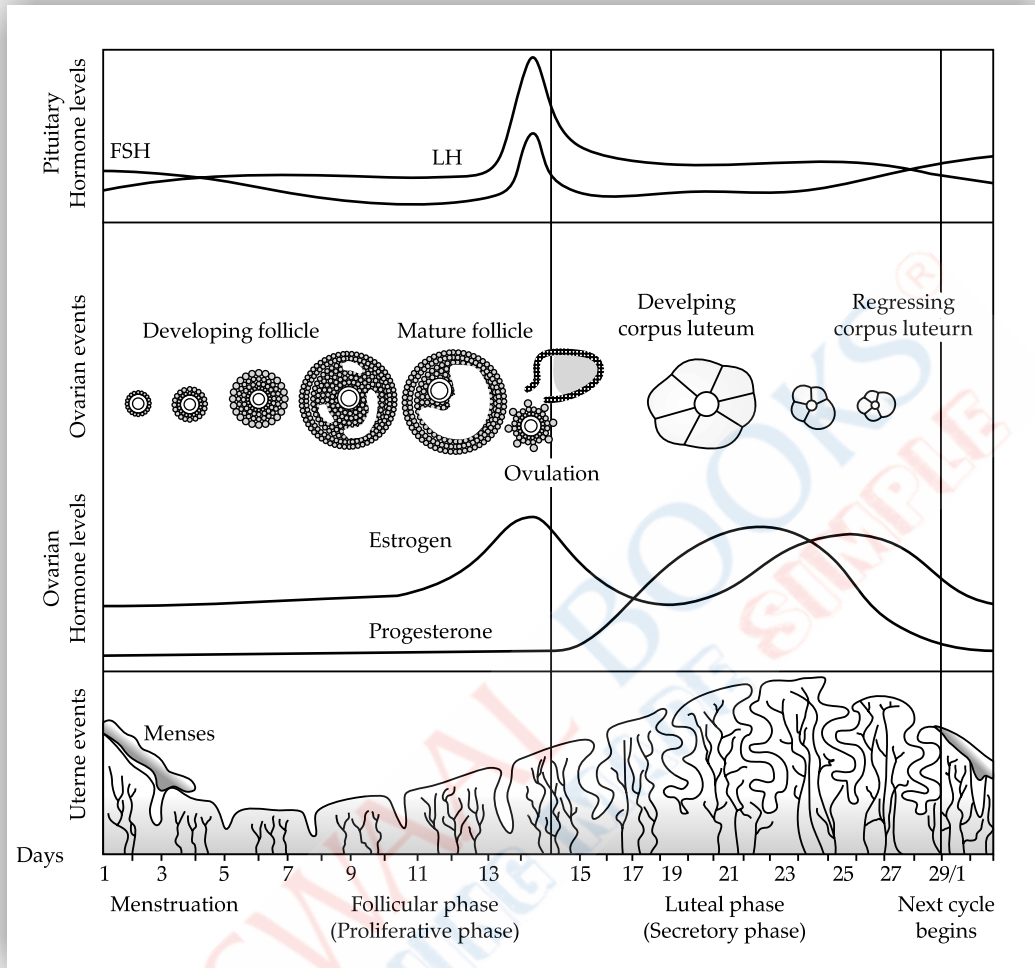 Pituitary
Hormone levels
FSH
LH
Ovarian events
Developing follicle
Mature follicle
Develping
corpus luteum
Regressing
corpus luteurn
Ovulation
Ovarian
Hormone levels
Estrogen
Progesterone
Uterne events
Menses
Days
1 3 5 7 9 11 13 15 17 19 21 23 25 27 29/1
Menstruation
Follicular phase
(Proliferative phase)
Luteal phase
(Secretory phase)
Next cycle
begins
BOOKS
®
SIMPLE